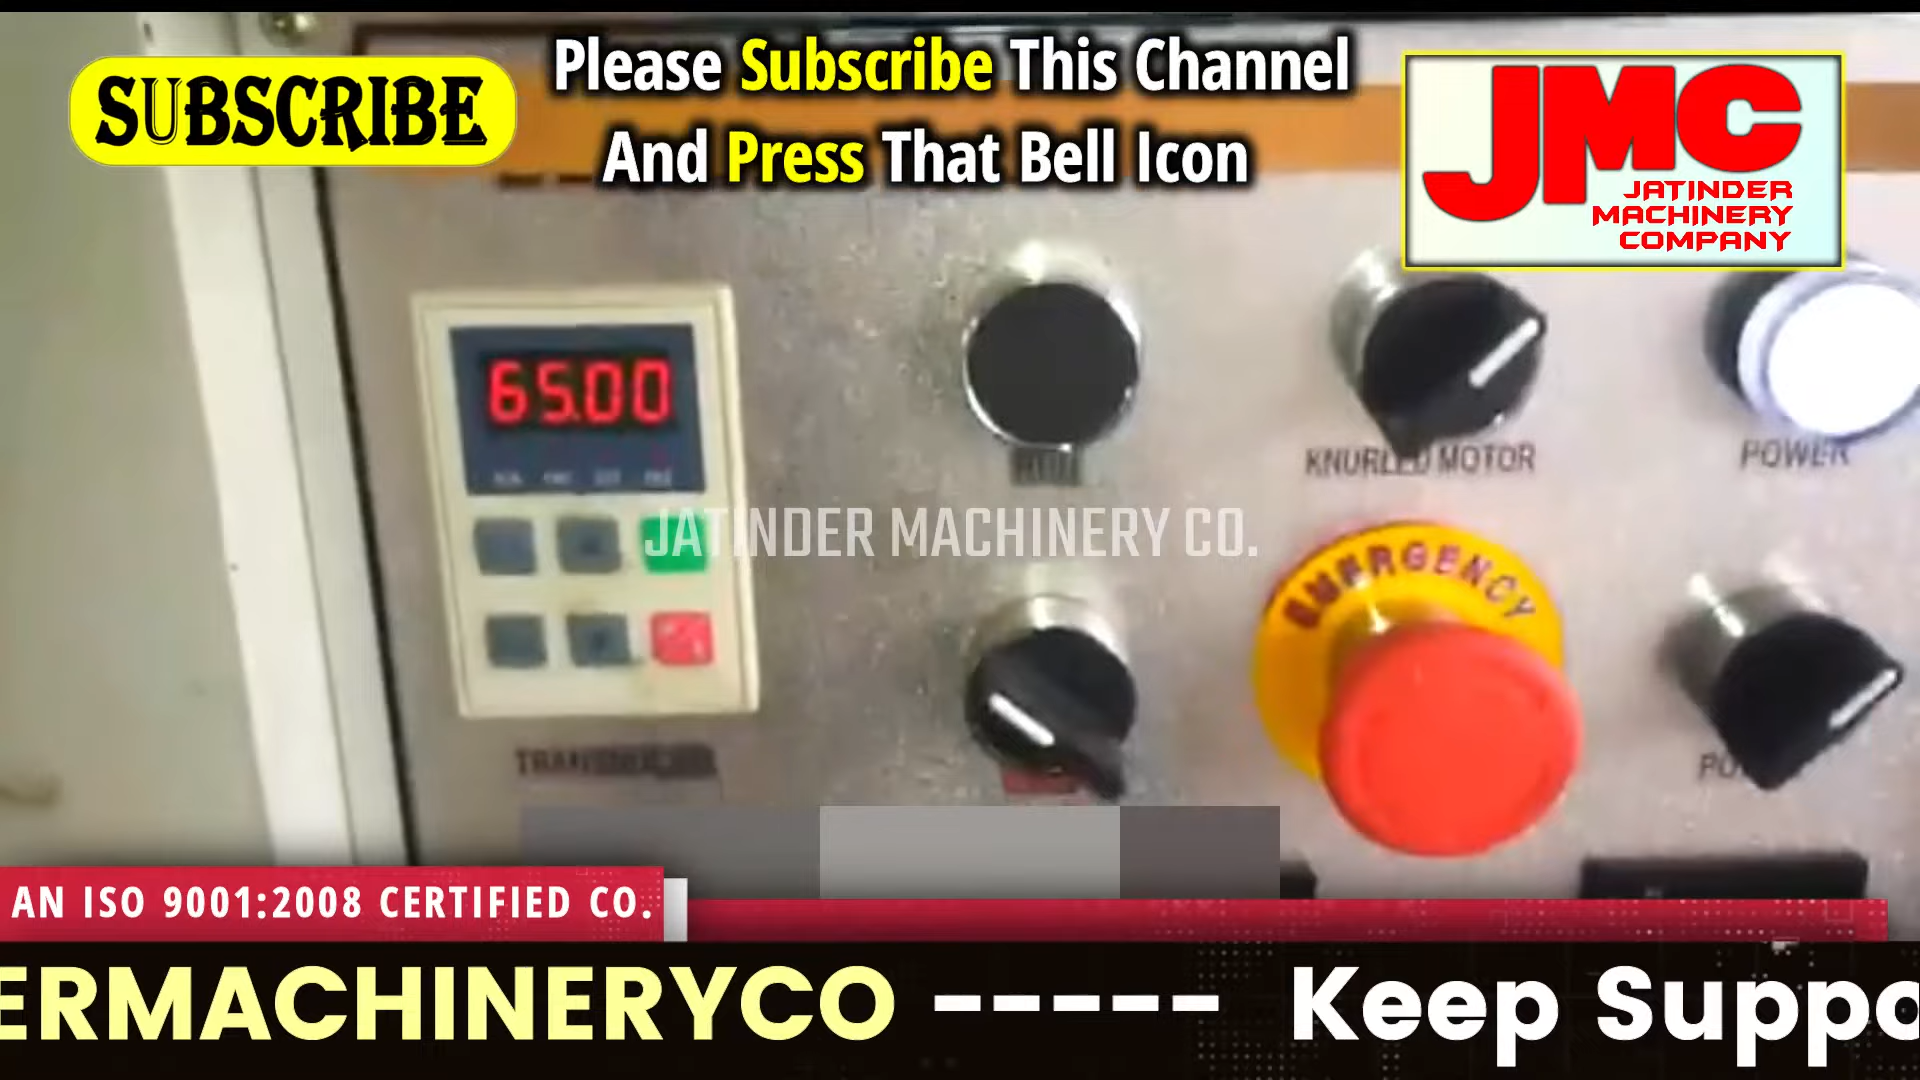 SUBSCRIBE
Please Subscribe This Channel
And Press That Bell Icon
JMC
JATINDER
MACHINERY
COMPANY
65.00
KNURLED MOTOR
POWER
JATINDER MACHINERY CO.
EMERGENCY
AN ISO 9001:2008 CERTIFIED CO.
ERMACHINERYCO ----- Keep Suppo